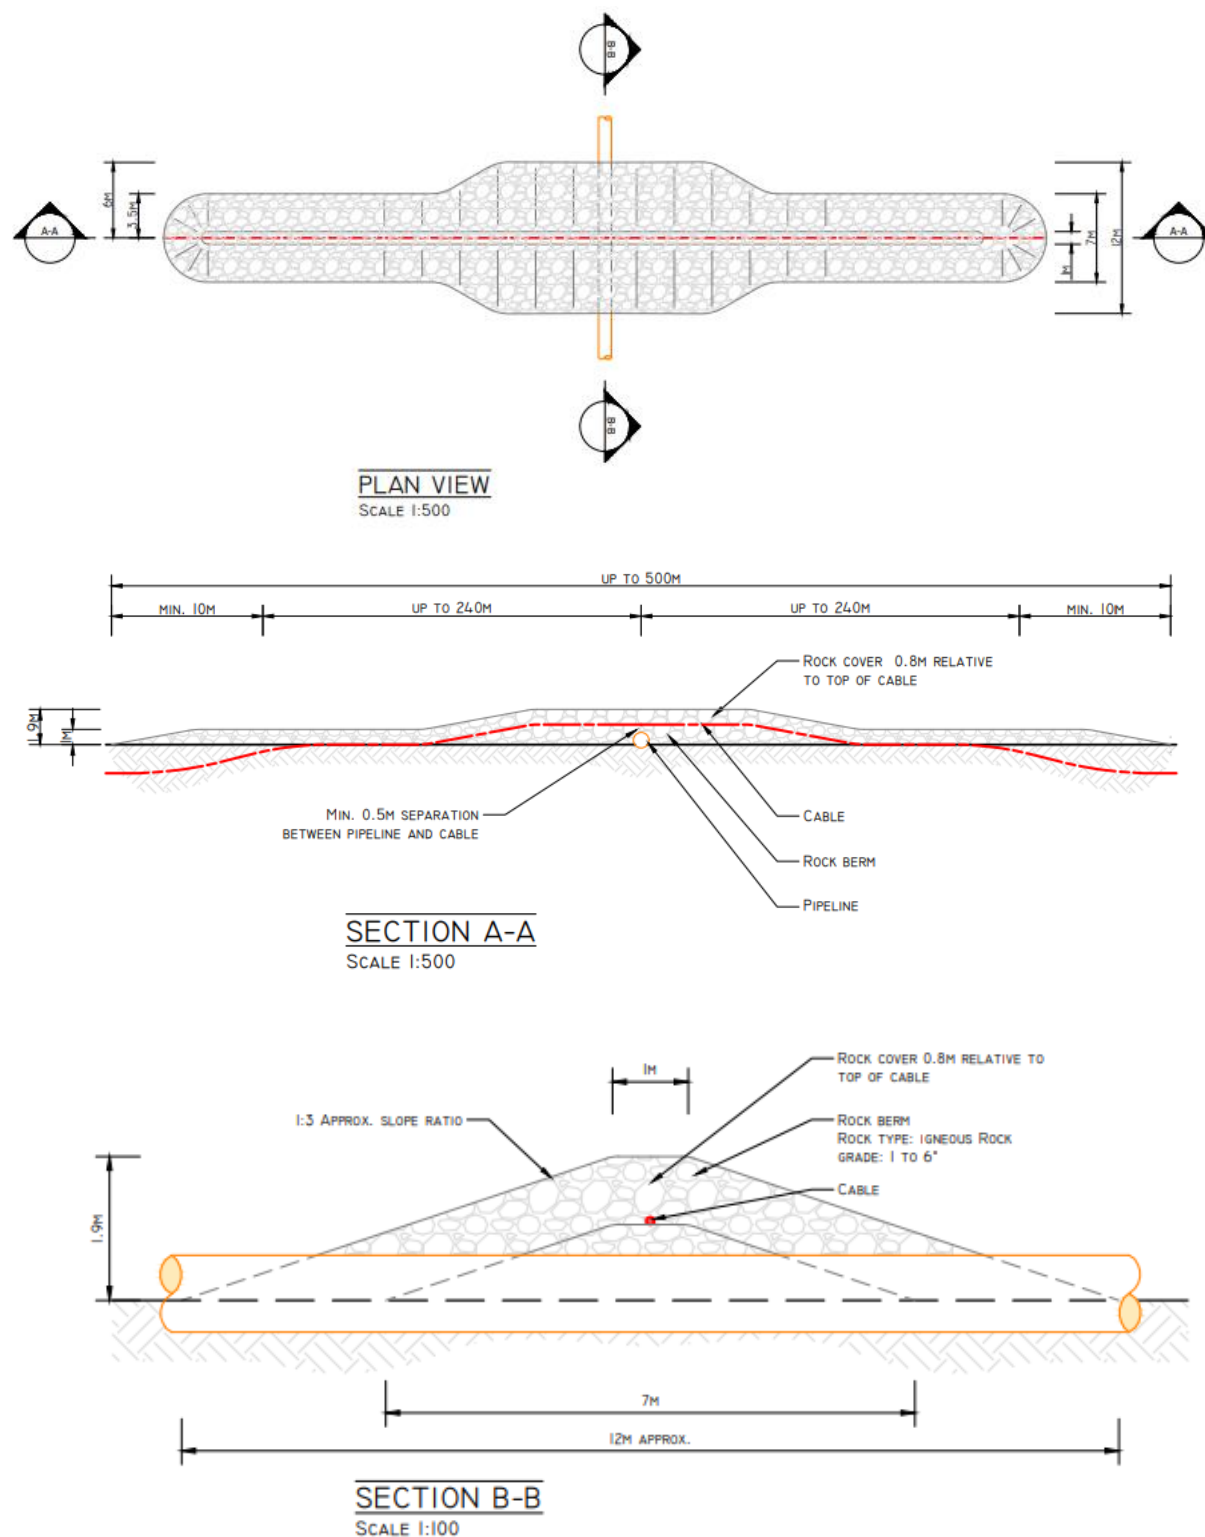 B-B
6M
3.5M
A-A
A-A
1M
7M
12M
B-B
PLAN VIEW
SCALE 1:500
UP TO 500M
MIN. 10M
UP TO 240M
UP TO 240M
MIN. 10M
ROCK COVER 0.8M RELATIVE
TO TOP OF CABLE
1.9M
1M
MIN. 0.5M SEPARATION
BETWEEN PIPELINE AND CABLE
CABLE
ROCK BERM
PIPELINE
SECTION A-A
SCALE 1:500
1M
ROCK COVER 0.8M RELATIVE TO
TOP OF CABLE
1:3 APPROX. SLOPE RATIO
ROCK BERM
ROCK TYPE: IGNEOUS ROCK
GRADE: 1 TO 6"
CABLE
1.9M
7M
12M APPROX.
SECTION B-B
SCALE 1:100